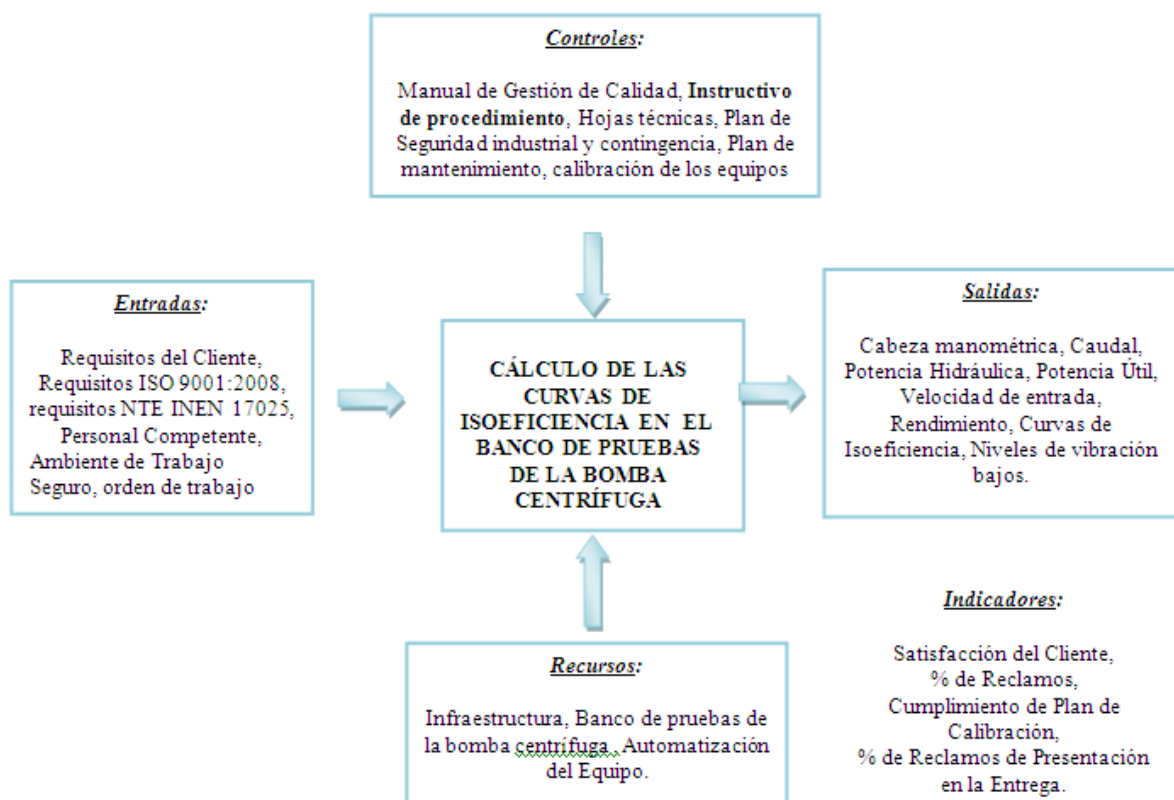 Controles:
Manual de Gestión de Calidad, Instructivo
de procedimiento, Hojas técnicas, Plan de
Seguridad industrial y contingencia, Plan de
mantenimiento, calibración de los equipos
Entradas:
Requisitos del Cliente,
Requisitos ISO 9001:2008,
requisitos NTE INEN 17025,
Personal Competente,
Ambiente de Trabajo
Seguro, orden de trabajo
CÁLCULO DE LAS
CURVAS DE
ISOEFICIENCIA EN EL
BANCO DE PRUEBAS
DE LA BOMBA
CENTRÍFUGA
Salidas:
Cabeza manométrica, Caudal,
Potencia Hidráulica, Potencia Útil,
Velocidad de entrada,
Rendimiento, Curvas de
Isoeficiencia, Niveles de vibración
bajos.
Recursos:
Infraestructura, Banco de pruebas de
la bomba centrífuga , Automatización
del Equipo.
Indicadores:
Satisfacción del Cliente,
% de Reclamos,
Cumplimiento de Plan de
Calibración,
% de Reclamos de Presentación
en la Entrega.